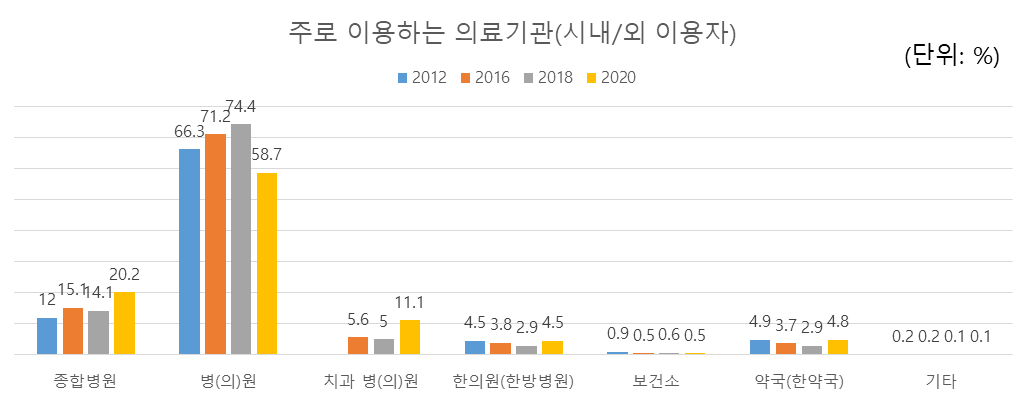 주로 이용하는 의료기관(시내/외 이용자)
(단위: %)
2012 2016 2018 2020
12 15.1 14.1 20.2
66.3 71.2 74.4 58.7
5.6 5 11.1
4.5 3.8 2.9 4.5
0.9 0.5 0.6 0.5
4.9 3.7 2.9 4.8
0.2 0.2 0.1 0.1
종합병원 병(의)원 치과 병(의)원 한의원(한방병원) 보건소 약국(한약국) 기타